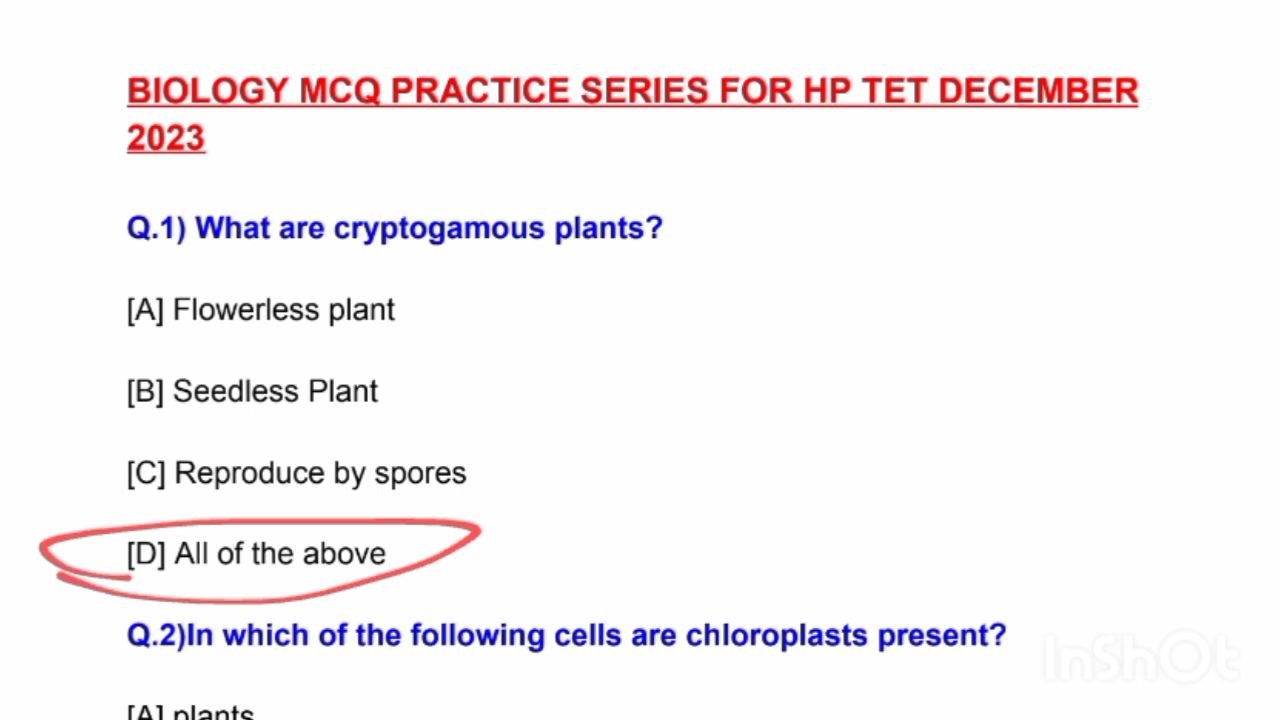 BIOLOGY MCQ PRACTICE SERIES FOR HP TET DECEMBER
2023
Q.1) What are cryptogamous plants?
[A] Flowerless plant
[B] Seedless Plant
[C] Reproduce by spores
[D] All of the above
Q.2)In which of the following cells are chloroplasts present?
InShOt
[A] plants